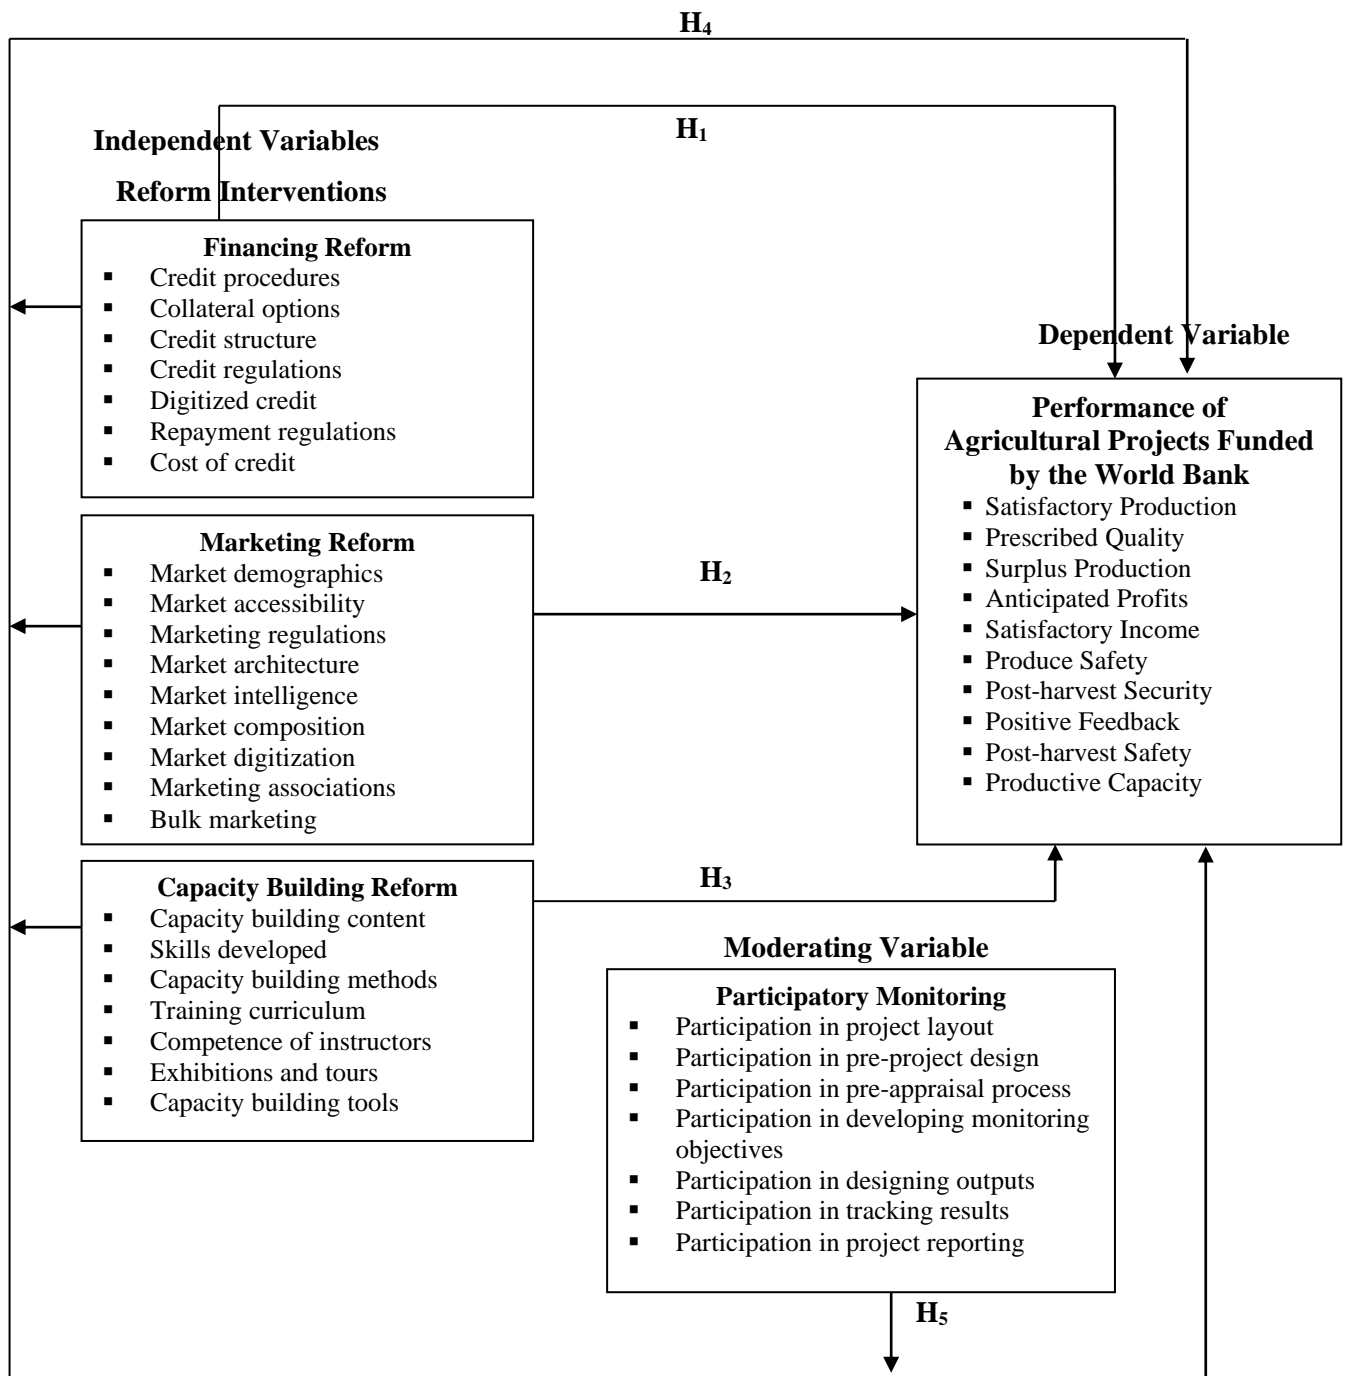 H₄
H₁
Independent Variables
Reform Interventions
Financing Reform
▪ Credit procedures
▪ Collateral options
▪ Credit structure
▪ Credit regulations
▪ Digitized credit
▪ Repayment regulations
▪ Cost of credit
Marketing Reform
▪ Market demographics
▪ Market accessibility
▪ Marketing regulations
▪ Market architecture
▪ Market intelligence
▪ Market composition
▪ Market digitization
▪ Marketing associations
▪ Bulk marketing
H₂
Dependent Variable
Performance of
Agricultural Projects Funded
by the World Bank
▪ Satisfactory Production
▪ Prescribed Quality
▪ Surplus Production
▪ Anticipated Profits
▪ Satisfactory Income
▪ Produce Safety
▪ Post-harvest Security
▪ Positive Feedback
▪ Post-harvest Safety
▪ Productive Capacity
Capacity Building Reform
▪ Capacity building content
▪ Skills developed
▪ Capacity building methods
▪ Training curriculum
▪ Competence of instructors
▪ Exhibitions and tours
▪ Capacity building tools
H₃
Moderating Variable
Participatory Monitoring
▪ Participation in project layout
▪ Participation in pre-project design
▪ Participation in pre-appraisal process
▪ Participation in developing monitoring
objectives
▪ Participation in designing outputs
▪ Participation in tracking results
▪ Participation in project reporting
H₅